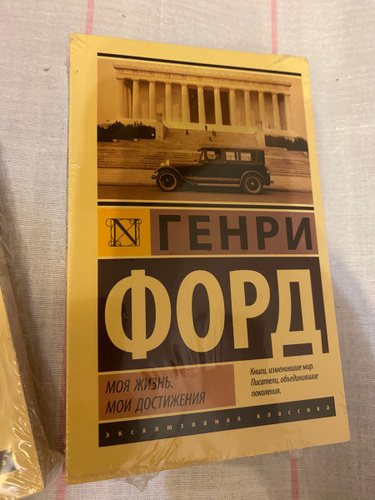 N
ГЕНРИ
ФОРД
МОЯ ЖИЗНЬ.
МОИ ДОСТИЖЕНИЯ
Книги, изменившие мир.
Писатели, объединившие
поколения.
эксклюзивная классика